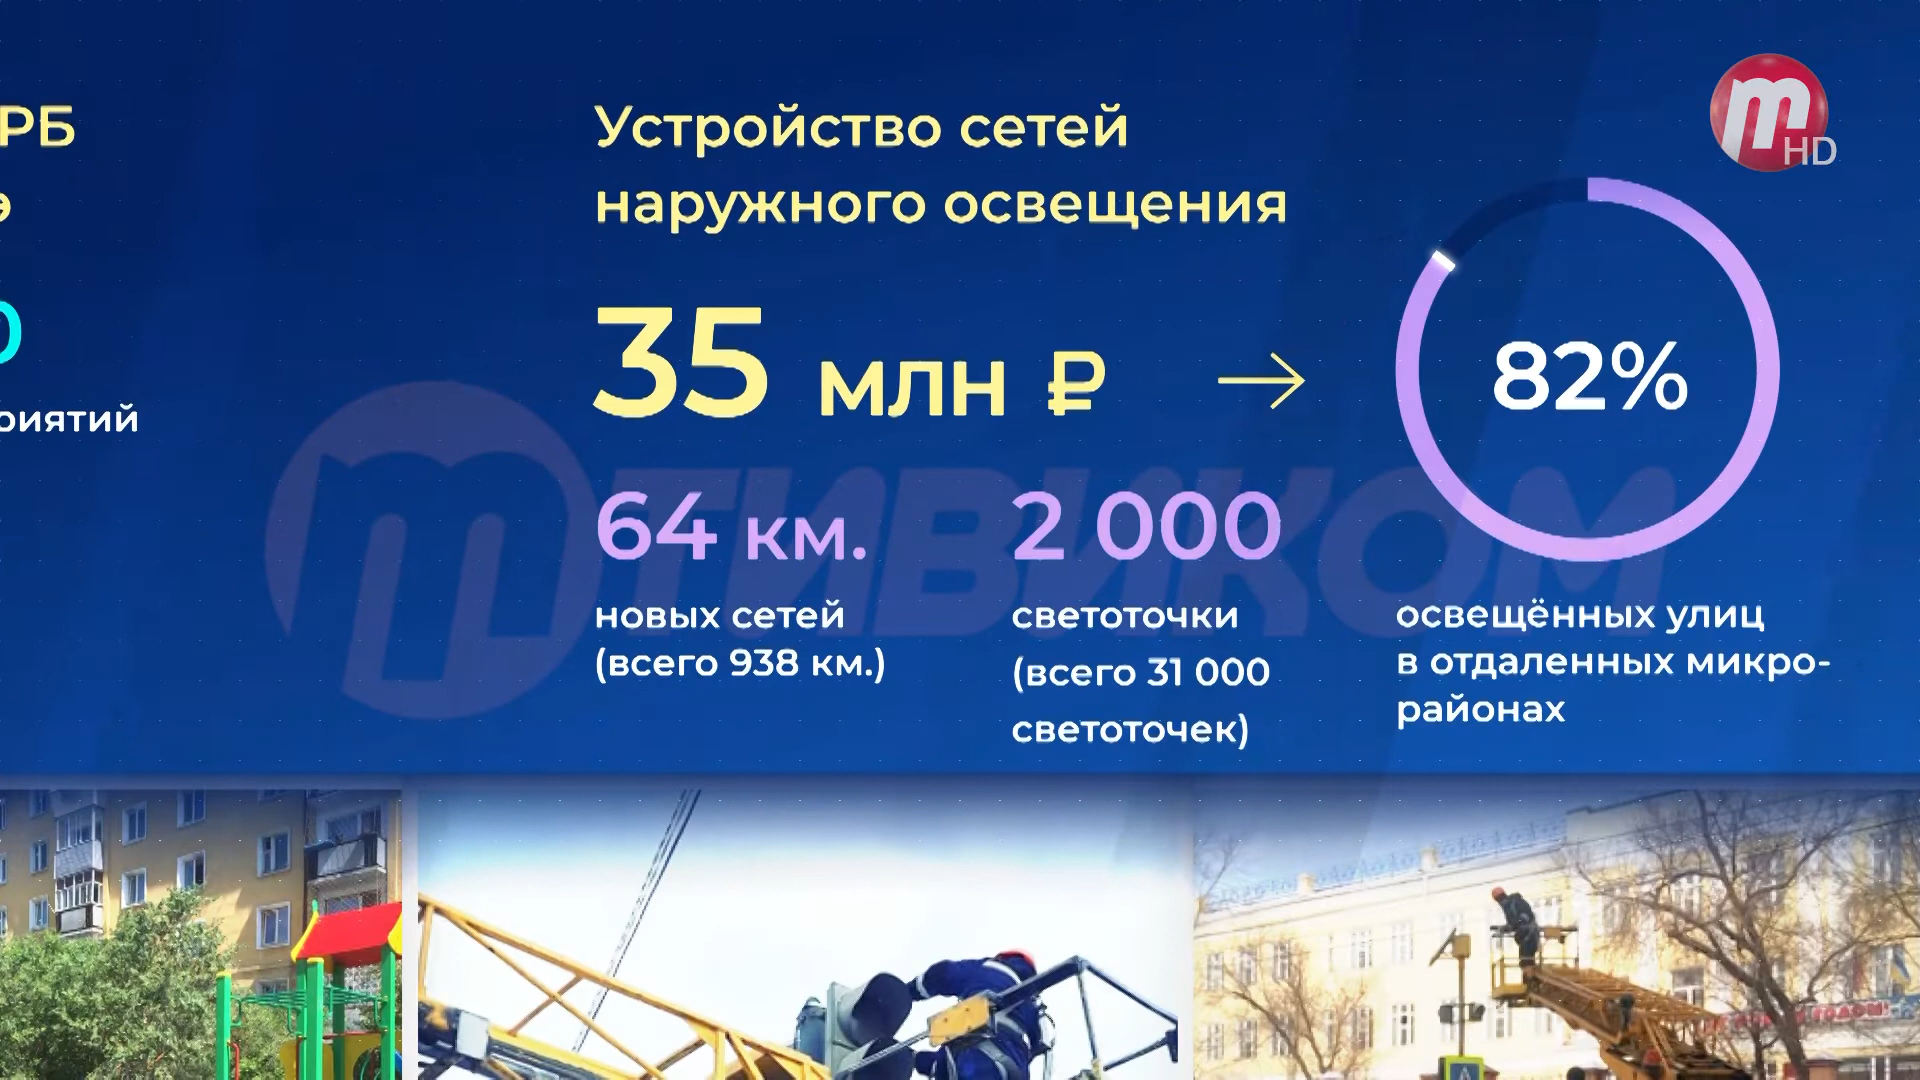 РБ
э
0
риятий
Устройство сетей
наружного освещения
35 млн ₽
82%
64 км.
новых сетей
(всего 938 км.)
2 000
светоточки
(всего 31 000
светоточек)
освещённых улиц
в отдаленных микро-
районах
m HD
ТИВИКОМ